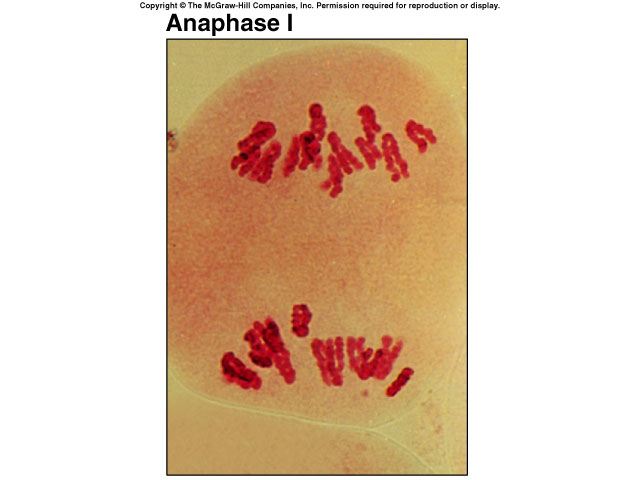 Copyright © The McGraw-Hill Companies, Inc. Permission required for reproduction or display.
Anaphase I